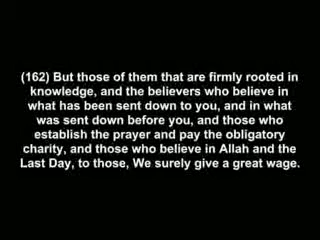 (162) But those of them that are firmly rooted in
knowledge, and the believers who believe in
what has been sent down to you, and in what
was sent down before you, and those who
establish the prayer and pay the obligatory
charity, and those who believe in Allah and the
Last Day, to those, We surely give a great wage.